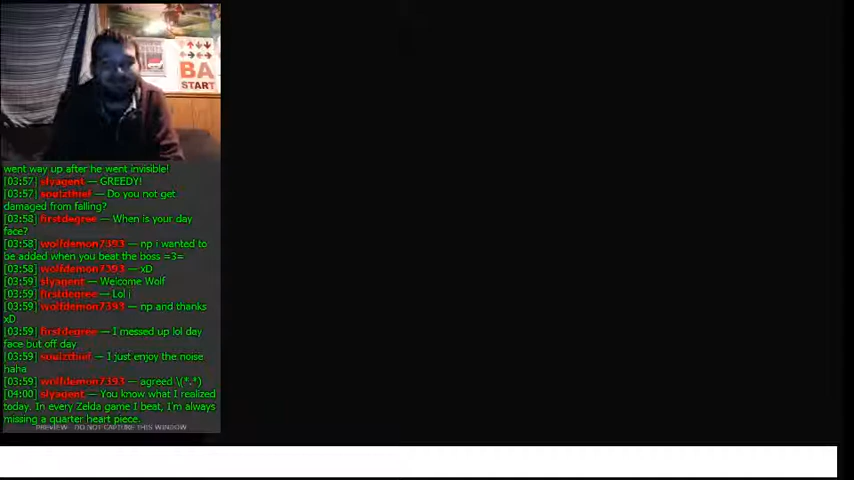 BA
START
went way up after he went invisible!
[03:57] slyagent — GREEDY!
[03:57] soulzthief — Do you not get
damaged from falling?
[03:58] firstdegree — When is your day
face?
[03:58] wolfdemon7393 — np i wanted to
be added when you beat the boss =3=
[03:58] wolfdemon7393 — xD
[03:59] slyagent — Welcome Wolf
[03:59] firstdegree — Lol i
[03:59] wolfdemon7393 — np and thanks
xD
[03:59] firstdegree — I messed up lol day
face but off day
[03:59] soulzthief — I just enjoy the noise
haha
[03:59] wolfdemon7393 — agreed \(*.*)
[04:00] slyagent — You know what I realized
today. In every Zelda game I beat, I'm always
missing a quarter heart piece.
PREVIEW - DO NOT CAPTURE THIS WINDOW